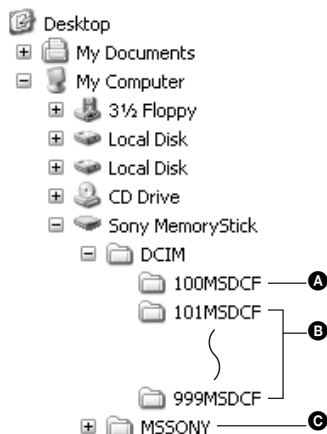 Desktop
My Documents
My Computer
3½ Floppy
Local Disk
Local Disk
CD Drive
Sony MemoryStick
DCIM
100MSDCF A
101MSDCF
B
999MSDCF
MSSONY C